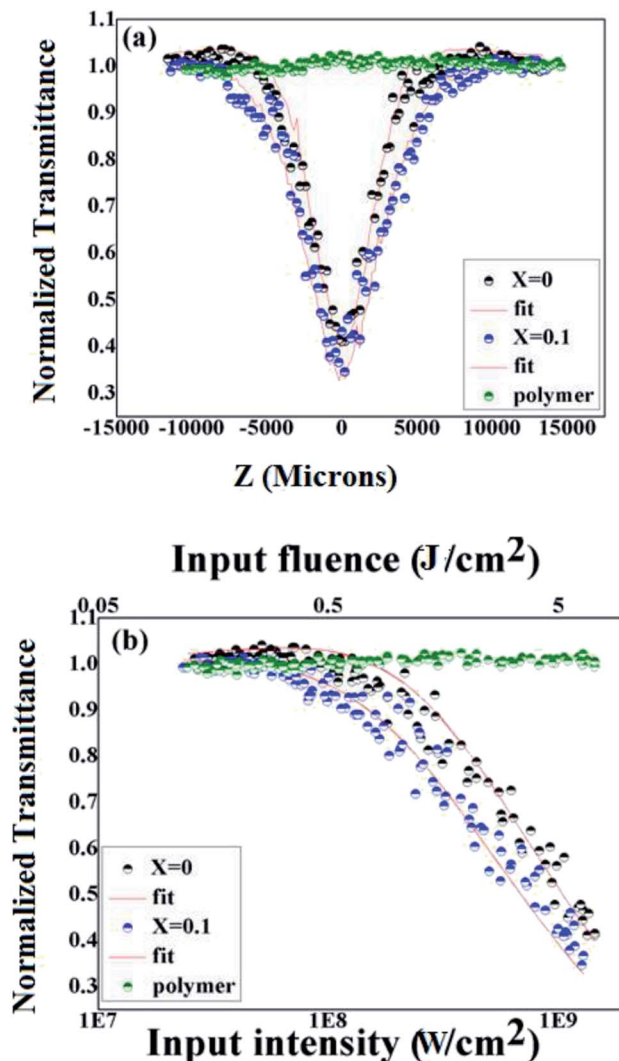 (a)
1.1
1.0
0.9
0.8
0.7
0.6
0.5
0.4
0.3
Normalized Transmittance
X=0
fit
X=0.1
fit
polymer
-15000 -10000 -5000 0 5000 10000 15000
Z (Microns)
Input fluence (J/cm2)
0.05 0.5 5
(b)
1.1
1.0
0.9
0.8
0.7
0.6
0.5
0.4
0.3
Normalized Transmittance
X=0
fit
X=0.1
fit
polymer
1E7 1E8 1E9
Input intensity (W/cm2)